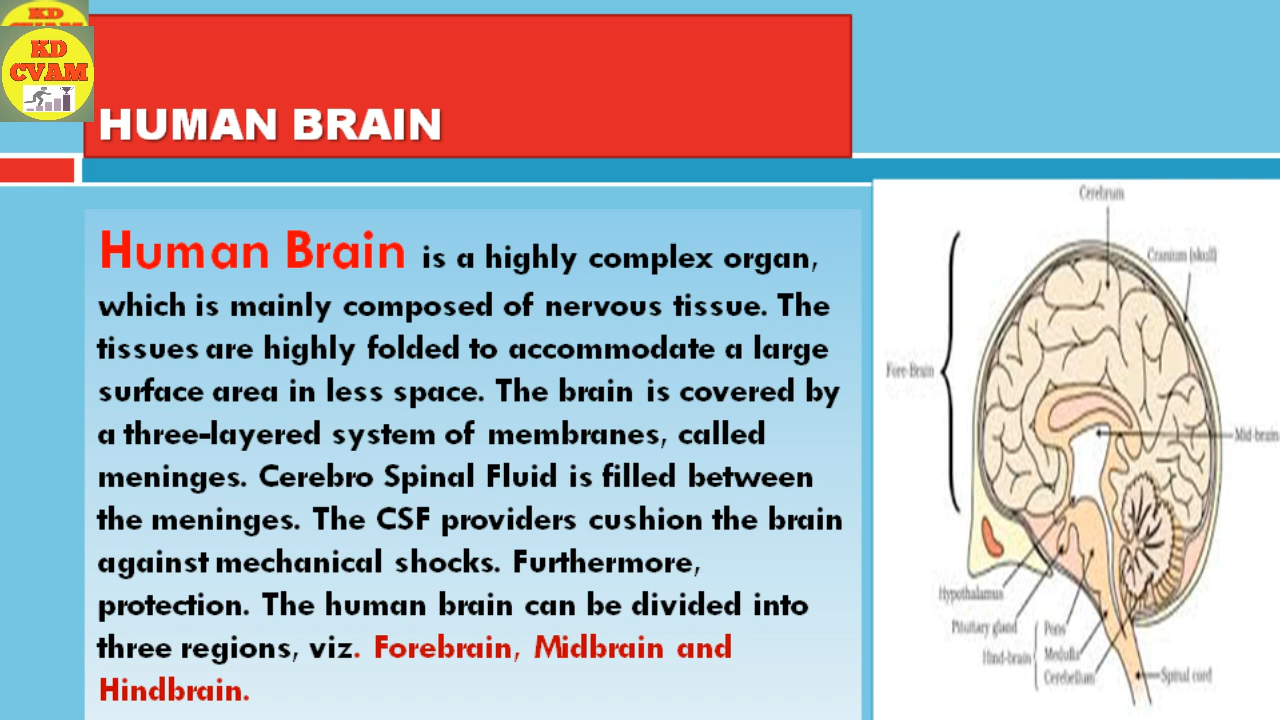 KD
CVAM
KD
CVAM
HUMAN BRAIN
Human Brain is a highly complex organ,
which is mainly composed of nervous tissue. The
tissues are highly folded to accommodate a large
surface area in less space. The brain is covered by
a three-layered system of membranes, called
meninges. Cerebro Spinal Fluid is filled between
the meninges. The CSF providers cushion the brain
against mechanical shocks. Furthermore,
protection. The human brain can be divided into
three regions, viz. Forebrain, Midbrain and
Hindbrain.
Cerebrum
Cranium (skull)
Fore-Brain
Mid-brain
Hypothalamus
Pituitary gland
Pons
Hind-brain
Medulla
Cerebellum
Spinal cord